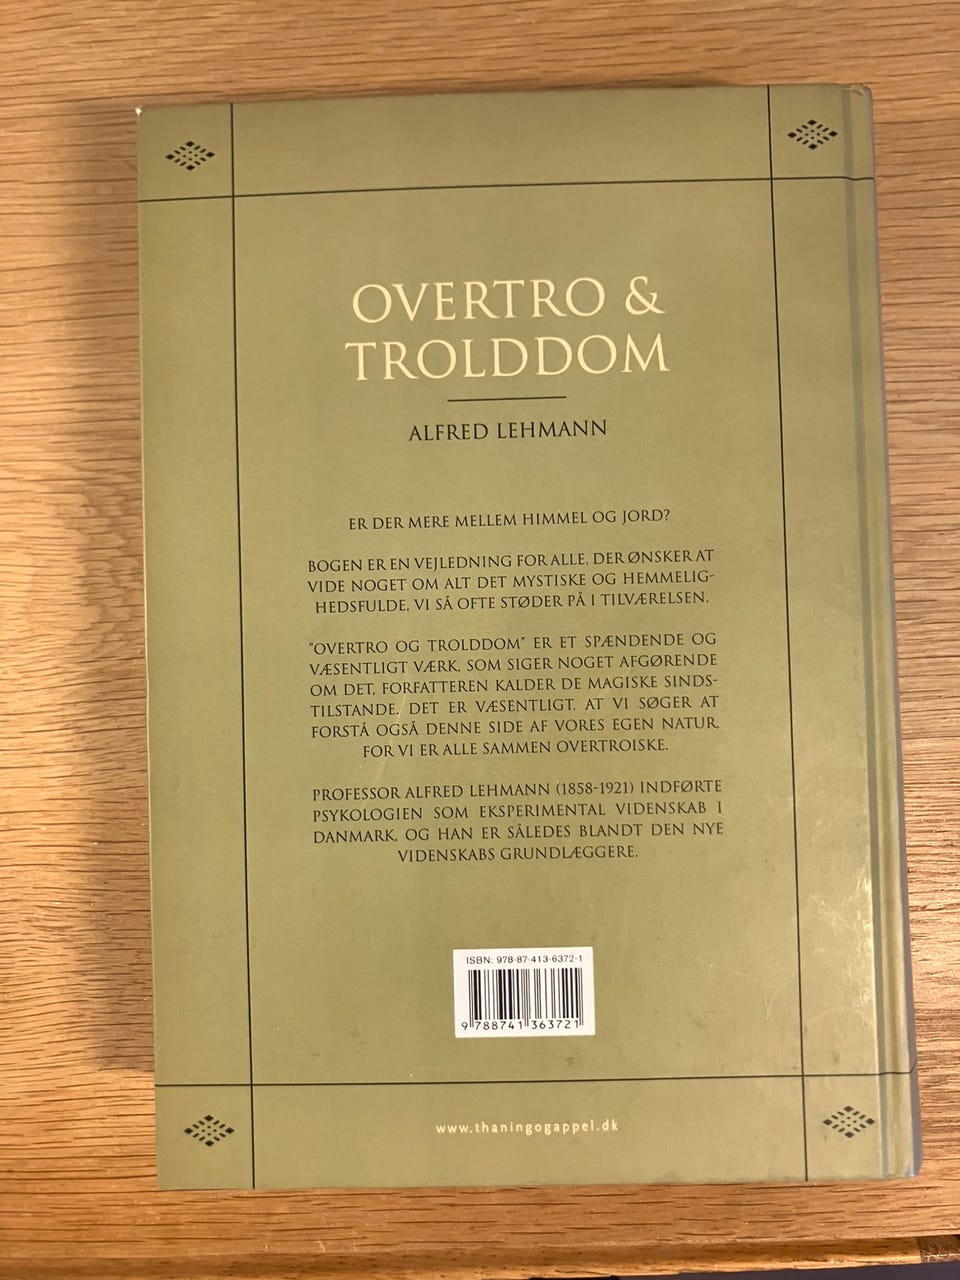 OVERTRO &
TROLDDOM
ALFRED LEHMANN
ER DER MERE MELLEM HIMMEL OG JORD?
BOGEN ER EN VEJLEDNING FOR ALLE, DER ØNSKER AT
VIDE NOGET OM ALT DET MYSTISKE OG HEMMELIG-
HEDSFULDE, VI SÅ OFTE STØDER PÅ I TILVÆRELSEN.
"OVERTRO OG TROLDDOM" ER ET SPÆNDENDE OG
VÆSENTLIGT VÆRK, SOM SIGER NOGET AFGØRENDE
OM DET, FORFATTEREN KALDER DE MAGISKE SINDS-
TILSTANDE. DET ER VÆSENTLIGT, AT VI SØGER AT
FORSTÅ OGSÅ DENNE SIDE AF VORES EGEN NATUR,
FOR VI ER ALLE SAMMEN OVERTROISKE.
PROFESSOR ALFRED LEHMANN (1858-1921) INDFØRTE
PSYKOLOGIEN SOM EKSPERIMENTAL VIDENSKAB I
DANMARK, OG HAN ER SÅLEDES BLANDT DEN NYE
VIDENSKABS GRUNDLÆGGERE.
ISBN: 978-87-413-6372-1
9 788741 363721
www.thaningogappel.dk